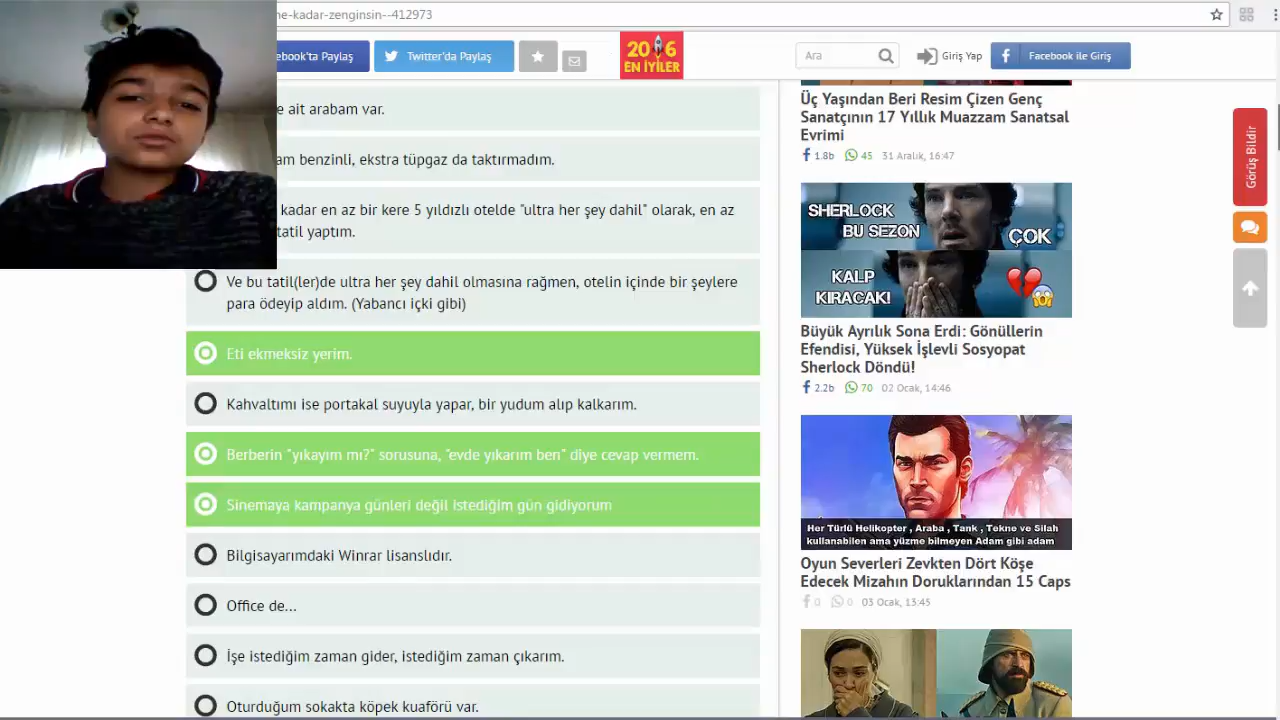 ne-kadar-zenginsin--412973
ebook'ta Paylaş
Twitter'da Paylaş
2016
EN İYİLER
Ara
Giriş Yap
Facebook ile Giriş
e ait arabam var.
am benzinli, ekstra tüpgaz da taktırmadım.
kadar en az bir kere 5 yıldızlı otelde "ultra her şey dahil" olarak, en az
tatil yaptım.
Ve bu tatil(ler)de ultra her şey dahil olmasına rağmen, otelin içinde bir şeylere
para ödeyip aldım. (Yabancı içki gibi)
Eti ekmeksiz yerim.
Kahvaltımı ise portakal suyuyla yapar, bir yudum alıp kalkarım.
Berberin "yıkayım mı?" sorusuna, "evde yıkarım ben" diye cevap vermem.
Sinemaya kampanya günleri değil istediğim gün gidiyorum
Bilgisayarımdaki Winrar lisanslıdır.
Office de...
İşe istediğim zaman gider, istediğim zaman çıkarım.
Oturduğum sokakta köpek kuaförü var.
Üç Yaşından Beri Resim Çizen Genç
Sanatçının 17 Yıllık Muazzam Sanatsal
Evrimi
1.8b 45 31 Aralık, 16:47
SHERLOCK
BU SEZON
ÇOK
KALP
KIRACAK!
Büyük Ayrılık Sona Erdi: Gönüllerin
Efendisi, Yüksek İşlevli Sosyopat
Sherlock Döndü!
2.2b 70 02 Ocak, 14:46
Her Türlü Helikopter , Araba , Tank , Tekne ve Silah
kullanabilen ama yüzme bilmeyen Adam gibi adam
Oyun Severleri Zevkten Dört Köşe
Edecek Mizahın Doruklarından 15 Caps
0 0 03 Ocak, 13:45
Görüş Bildir